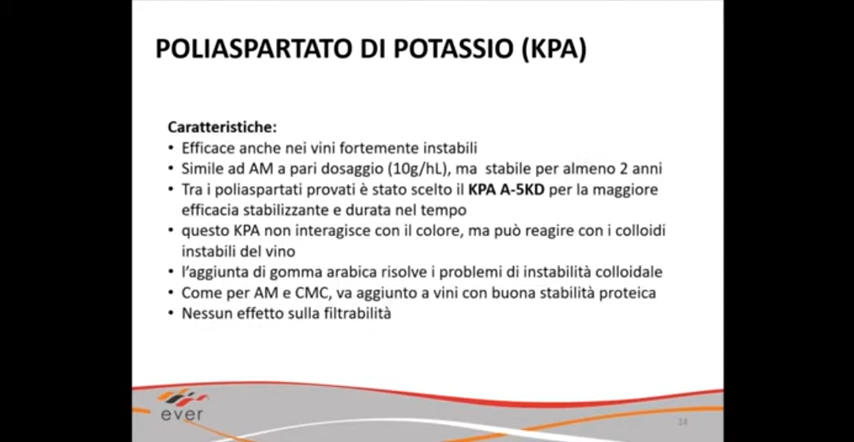 POLIASPARTATO DI POTASSIO (KPA)
Caratteristiche:
• Efficace anche nei vini fortemente instabili
• Simile ad AM a pari dosaggio (10g/hL), ma stabile per almeno 2 anni
• Tra i poliaspartati provati è stato scelto il KPA A-5KD per la maggiore
efficacia stabilizzante e durata nel tempo
• questo KPA non interagisce con il colore, ma può reagire con i colloidi
instabili del vino
• l'aggiunta di gomma arabica risolve i problemi di instabilità colloidale
• Come per AM e CMC, va aggiunto a vini con buona stabilità proteica
• Nessun effetto sulla filtrabilità
ever
34